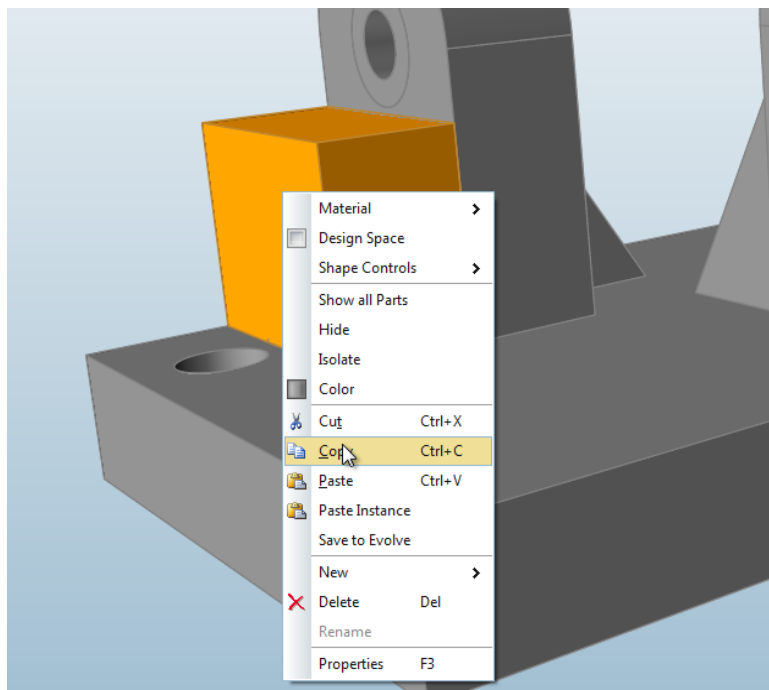 Material
Design Space
Shape Controls
Show all Parts
Hide
Isolate
Color
Cut Ctrl+X
Copy Ctrl+C
Paste Ctrl+V
Paste Instance
Save to Evolve
New
Delete Del
Rename
Properties F3